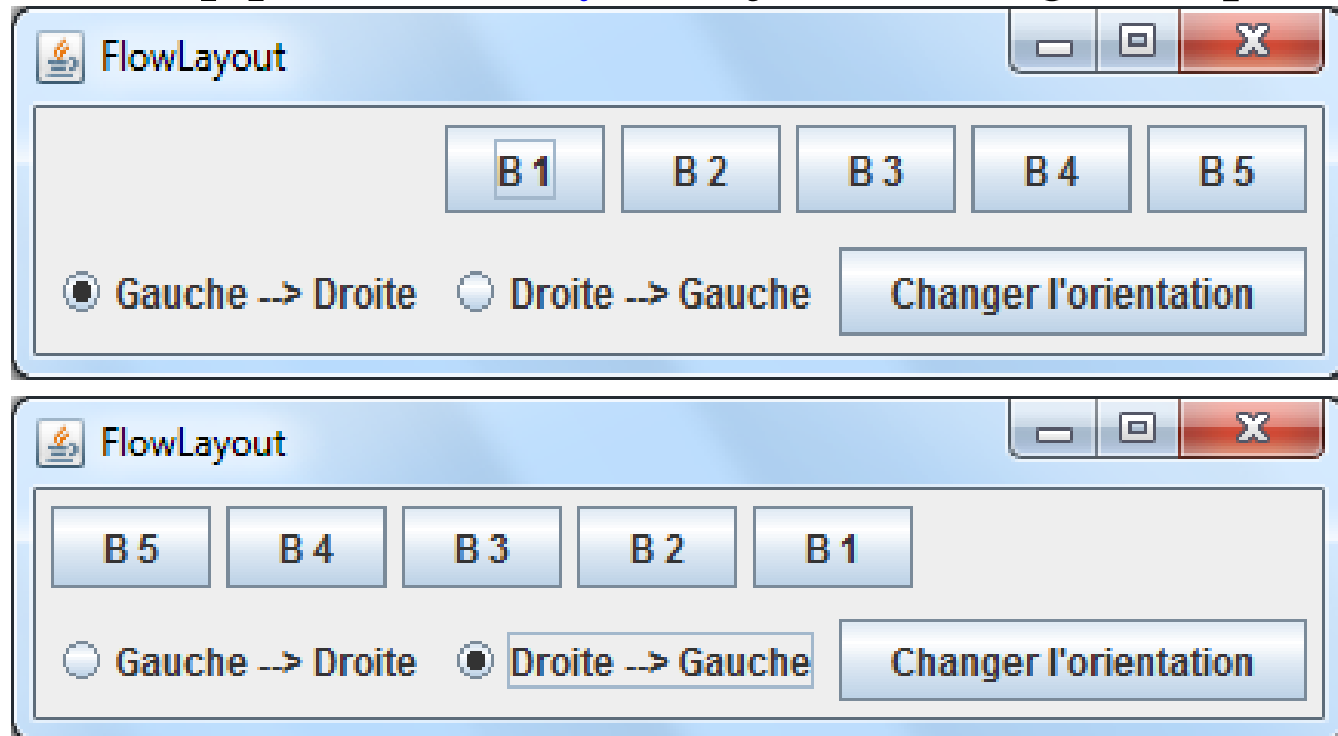 FlowLayout
B 1 B 2 B 3 B 4 B 5
Gauche --> Droite Droite --> Gauche Changer l'orientation
FlowLayout
B 5 B 4 B 3 B 2 B 1
Gauche --> Droite Droite --> Gauche Changer l'orientation